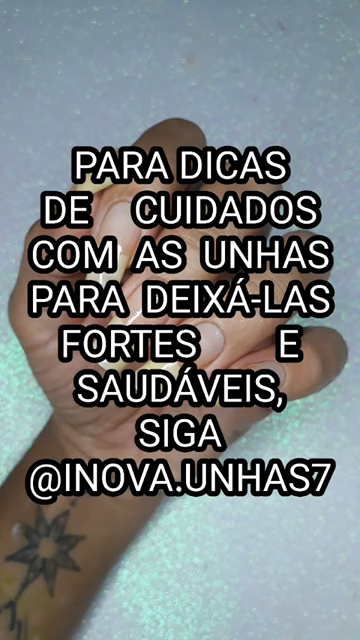 PARA DICAS
DE CUIDADOS
COM AS UNHAS
PARA DEIXÁ-LAS
FORTES E
SAUDÁVEIS,
SIGA
@INOVA.UNHAS7